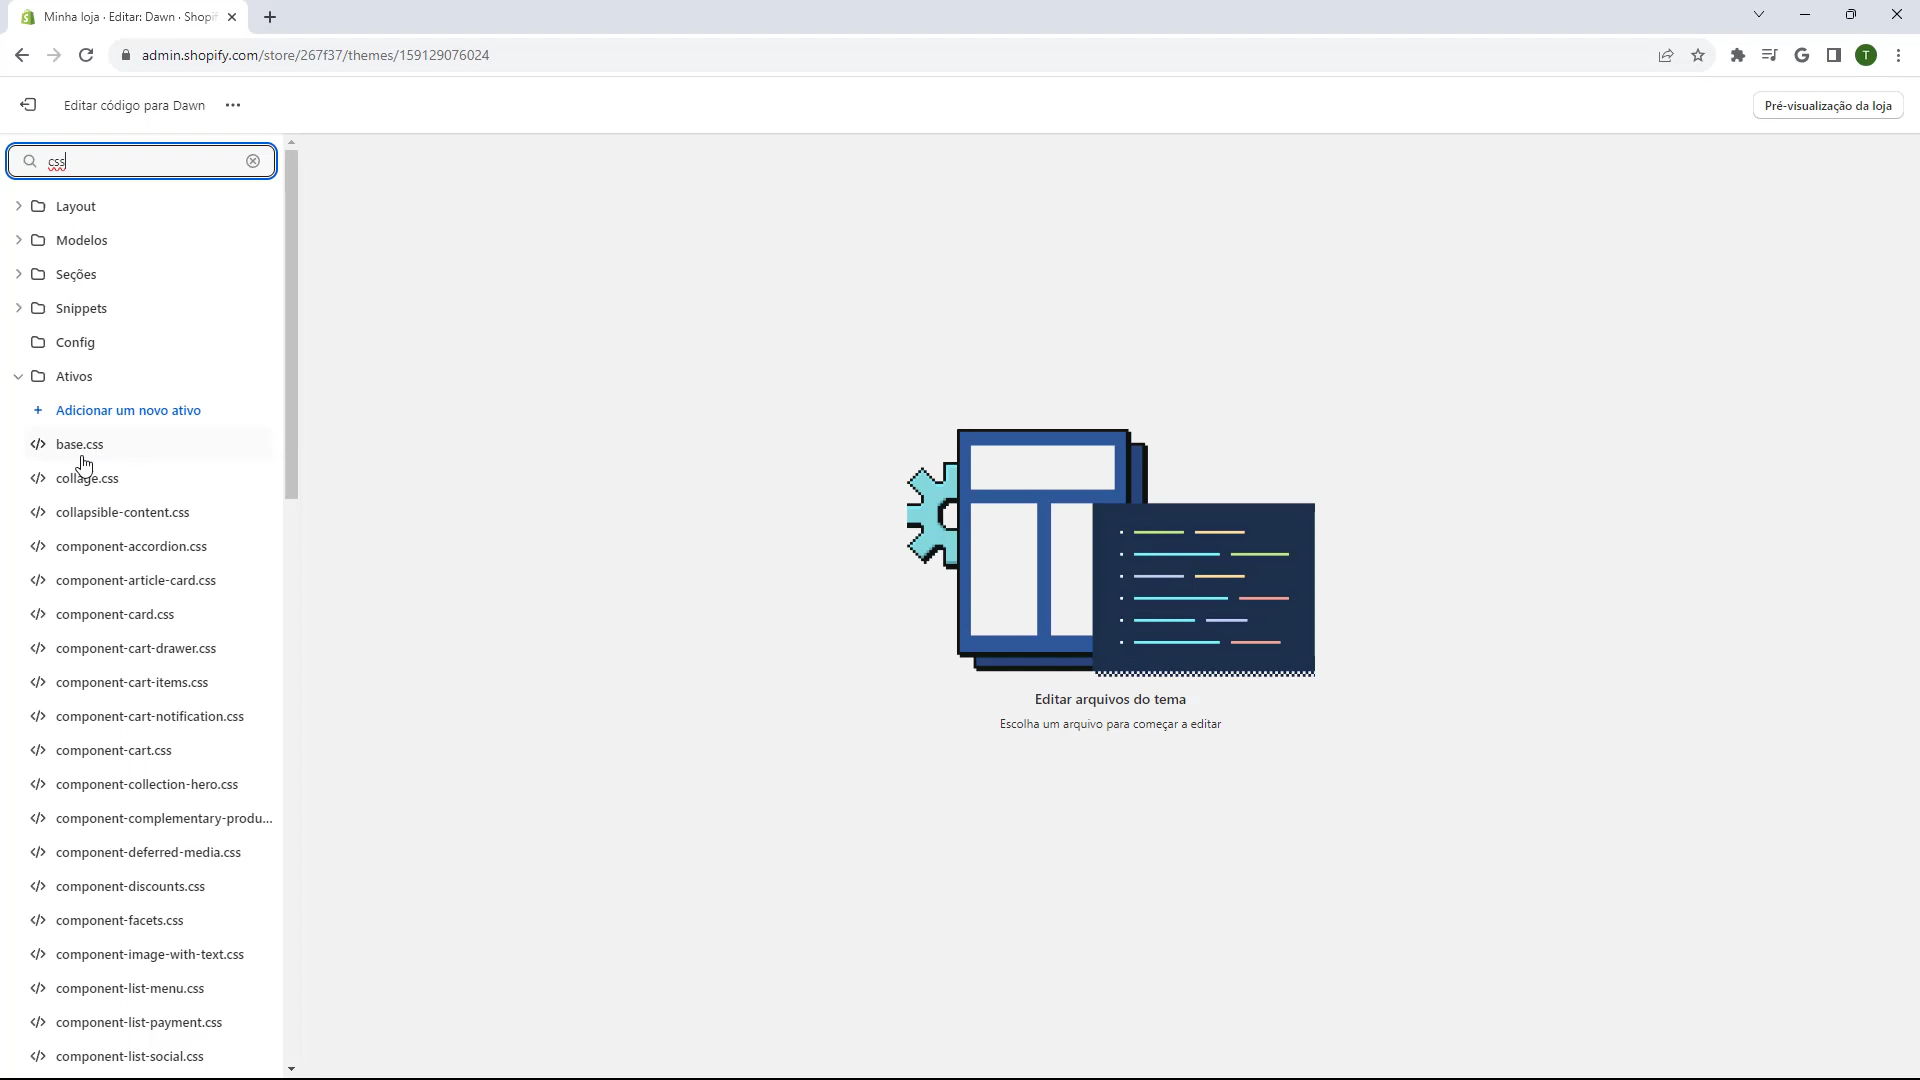 Minha loja · Editar: Dawn · Shopif
admin.shopify.com/store/267f37/themes/159129076024
T
Editar código para Dawn
Pré-visualização da loja
css
Layout
Modelos
Seções
Snippets
Config
Ativos
Adicionar um novo ativo
base.css
collage.css
collapsible-content.css
component-accordion.css
component-article-card.css
component-card.css
component-cart-drawer.css
component-cart-items.css
component-cart-notification.css
component-cart.css
component-collection-hero.css
component-complementary-produ...
component-deferred-media.css
component-discounts.css
component-facets.css
component-image-with-text.css
component-list-menu.css
component-list-payment.css
component-list-social.css
Editar arquivos do tema
Escolha um arquivo para começar a editar